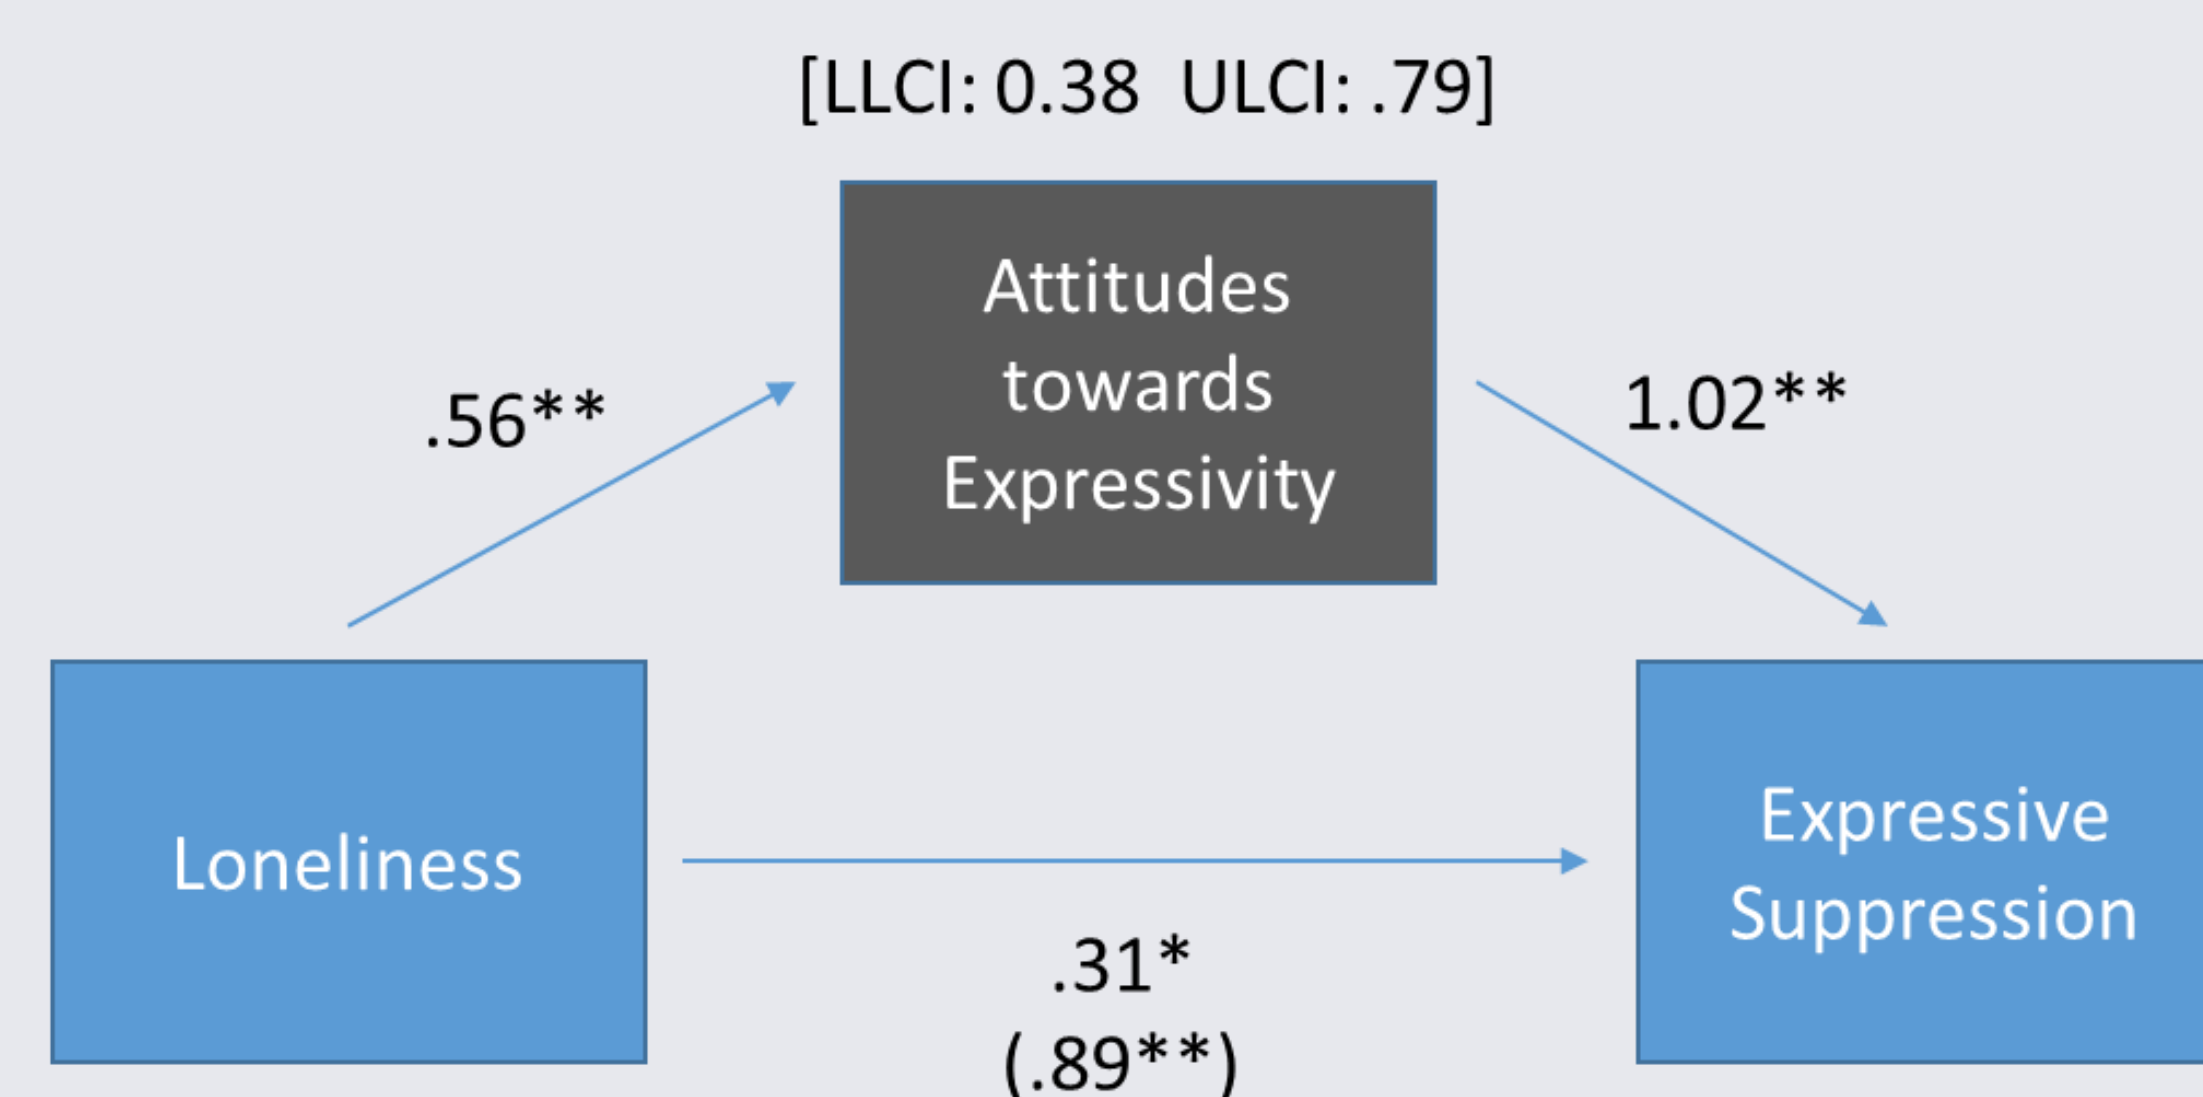 [LLCI: 0.38  ULCI: .79]
Attitudes
towards
Expressivity
.56**
1.02**
Loneliness
Expressive
Suppression
.31*
(.89**)